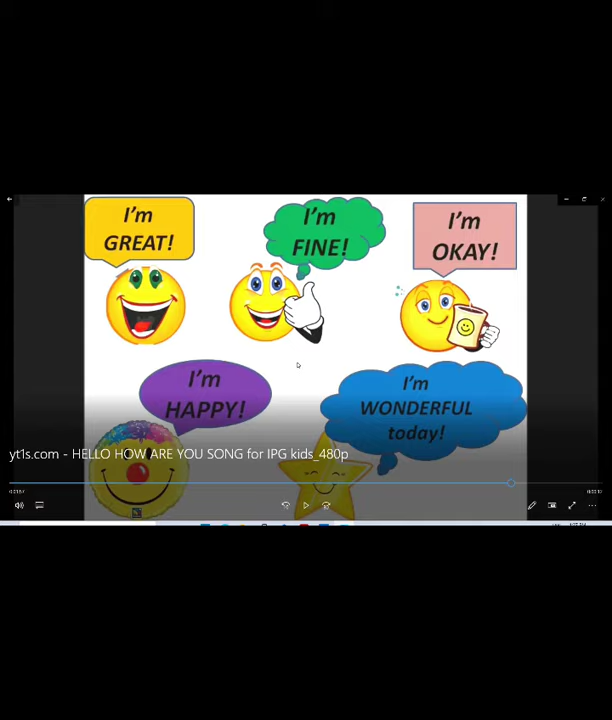 I'm
GREAT!
I'm
FINE!
I'm
OKAY!
I'm
HAPPY!
I'm
WONDERFUL
today!
yt1s.com - HELLO HOW ARE YOU SONG for IPG kids_480p